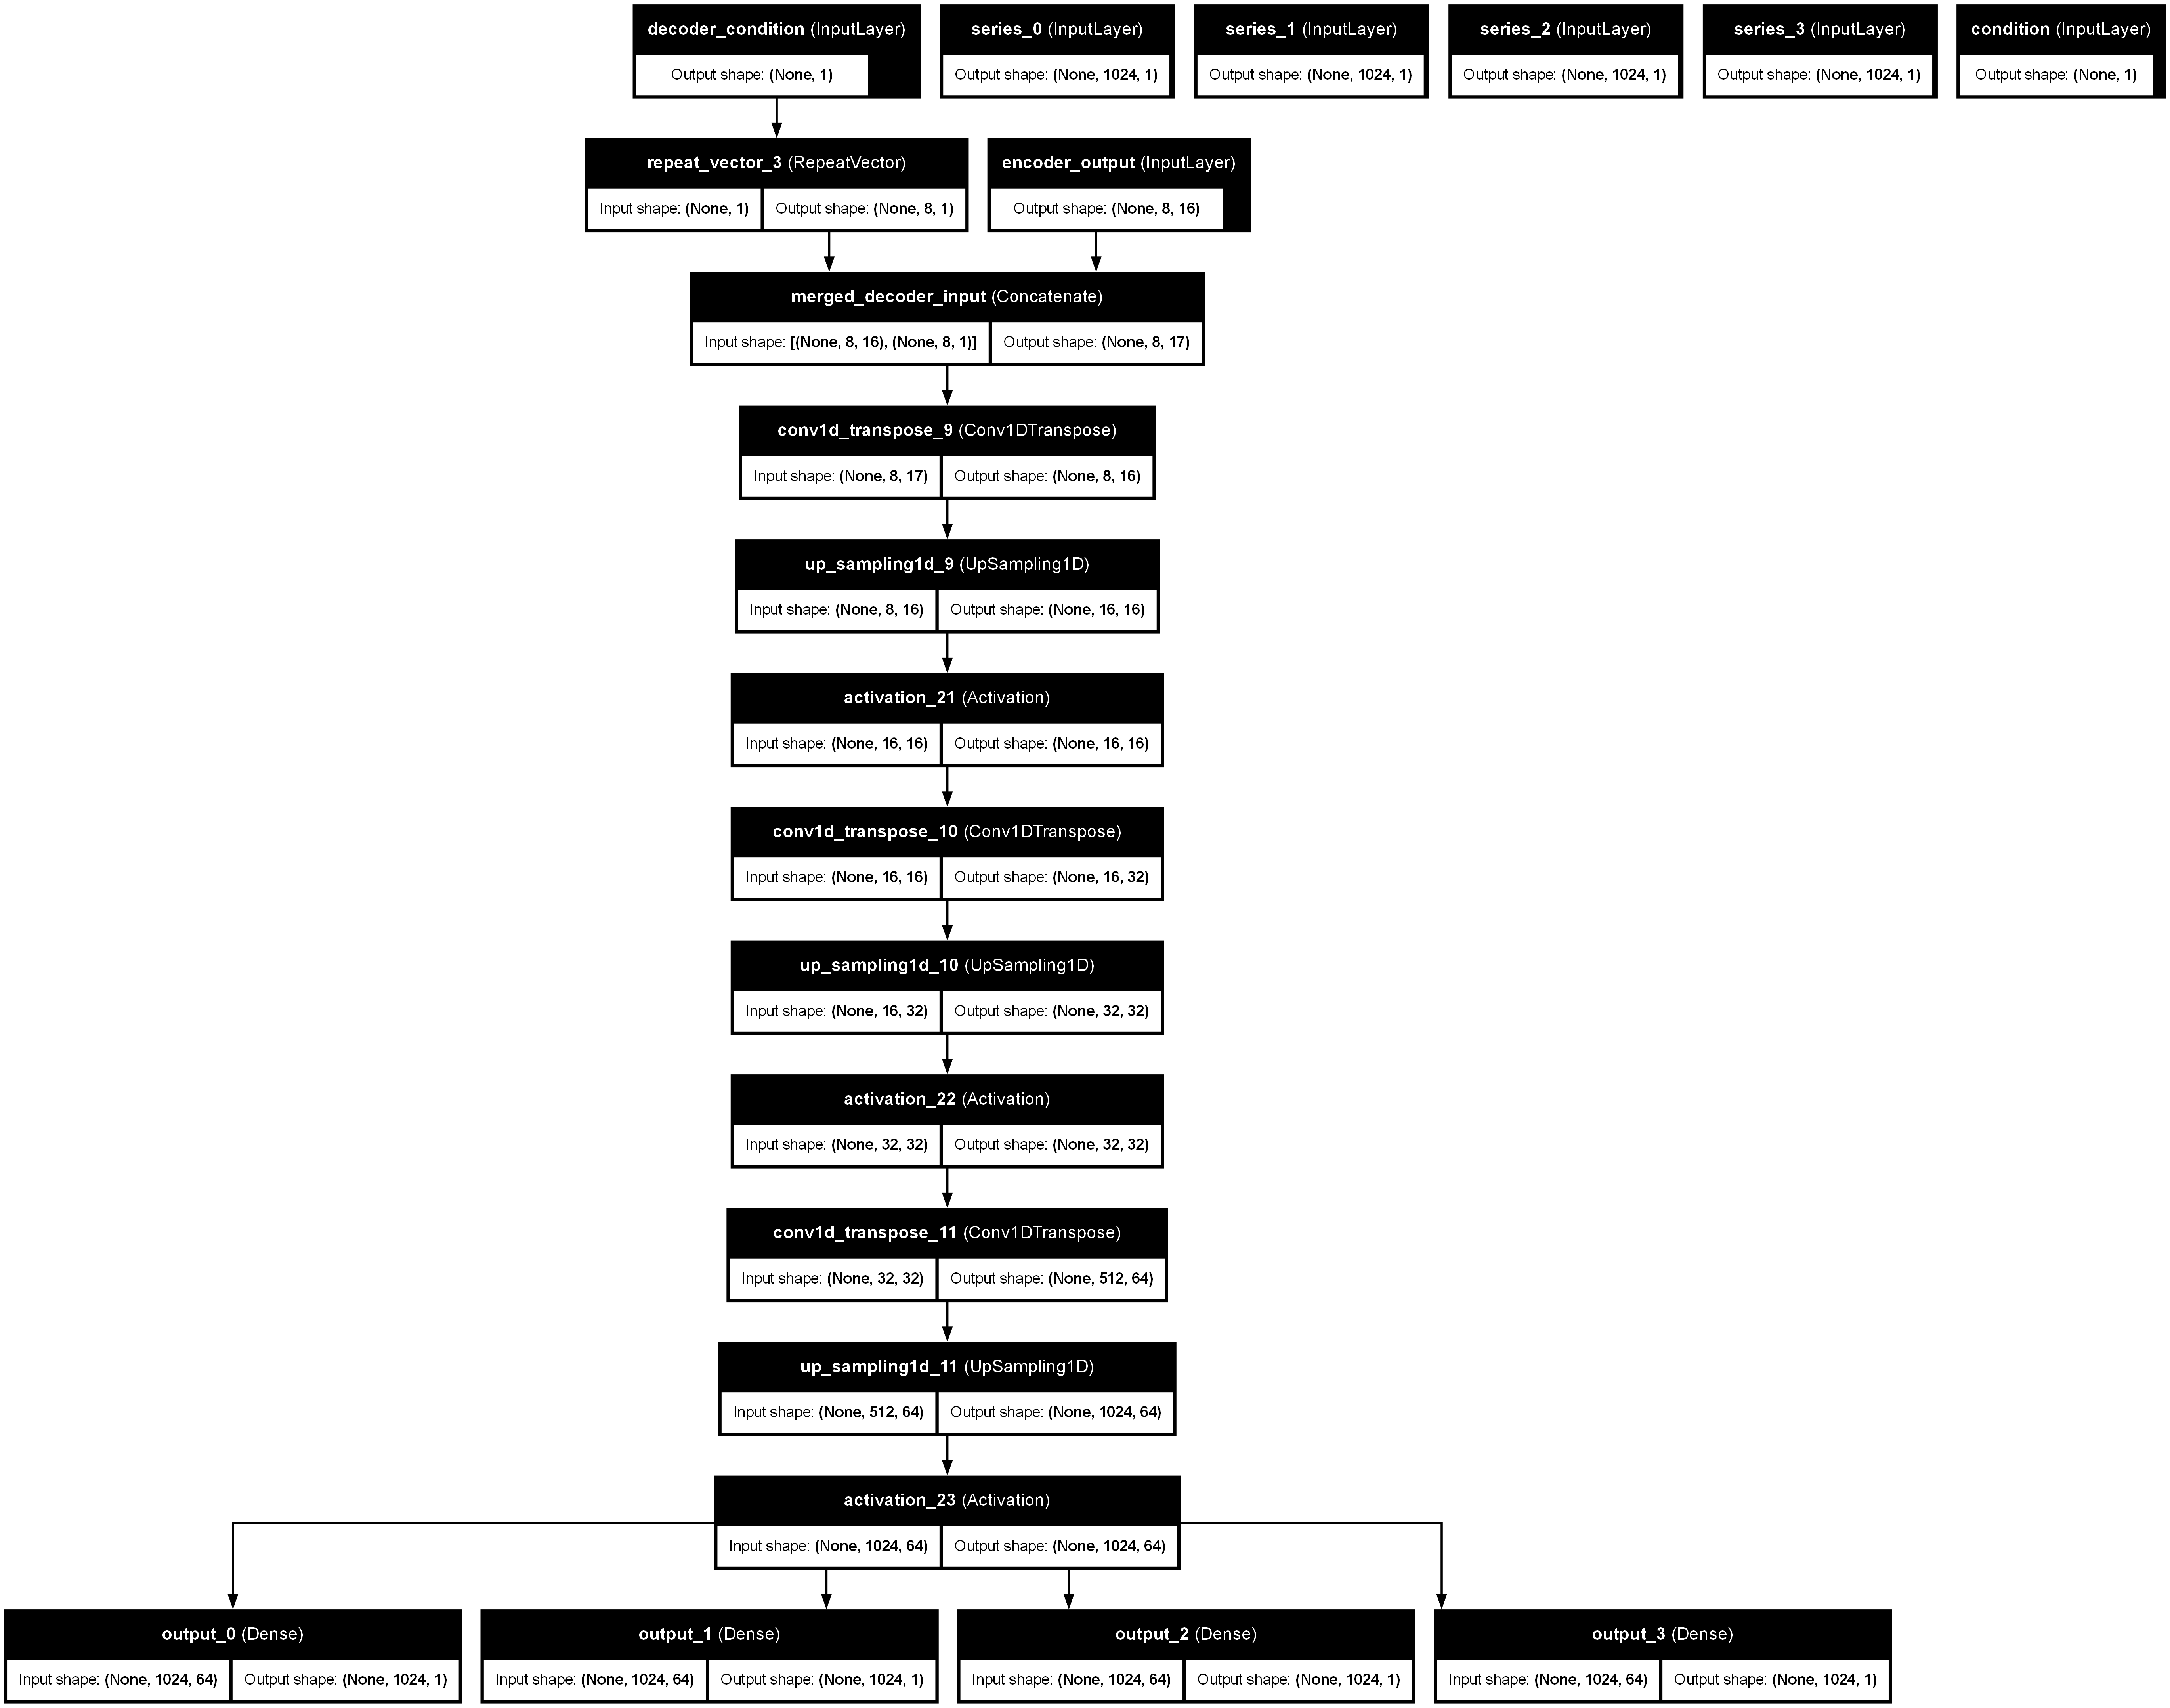 decoder_condition (InputLayer)
Output shape: (None, 1)
series_0 (InputLayer)
Output shape: (None, 1024, 1)
series_1 (InputLayer)
Output shape: (None, 1024, 1)
series_2 (InputLayer)
Output shape: (None, 1024, 1)
series_3 (InputLayer)
Output shape: (None, 1024, 1)
condition (InputLayer)
Output shape: (None, 1)
repeat_vector_3 (RepeatVector)
Input shape: (None, 1) Output shape: (None, 8, 1)
encoder_output (InputLayer)
Output shape: (None, 8, 16)
merged_decoder_input (Concatenate)
Input shape: [(None, 8, 16), (None, 8, 1)] Output shape: (None, 8, 17)
conv1d_transpose_9 (Conv1DTranspose)
Input shape: (None, 8, 17) Output shape: (None, 8, 16)
up_sampling1d_9 (UpSampling1D)
Input shape: (None, 8, 16) Output shape: (None, 16, 16)
activation_21 (Activation)
Input shape: (None, 16, 16) Output shape: (None, 16, 16)
conv1d_transpose_10 (Conv1DTranspose)
Input shape: (None, 16, 16) Output shape: (None, 16, 32)
up_sampling1d_10 (UpSampling1D)
Input shape: (None, 16, 32) Output shape: (None, 32, 32)
activation_22 (Activation)
Input shape: (None, 32, 32) Output shape: (None, 32, 32)
conv1d_transpose_11 (Conv1DTranspose)
Input shape: (None, 32, 32) Output shape: (None, 512, 64)
up_sampling1d_11 (UpSampling1D)
Input shape: (None, 512, 64) Output shape: (None, 1024, 64)
activation_23 (Activation)
Input shape: (None, 1024, 64) Output shape: (None, 1024, 64)
output_0 (Dense)
Input shape: (None, 1024, 64) Output shape: (None, 1024, 1)
output_1 (Dense)
Input shape: (None, 1024, 64) Output shape: (None, 1024, 1)
output_2 (Dense)
Input shape: (None, 1024, 64) Output shape: (None, 1024, 1)
output_3 (Dense)
Input shape: (None, 1024, 64) Output shape: (None, 1024, 1)